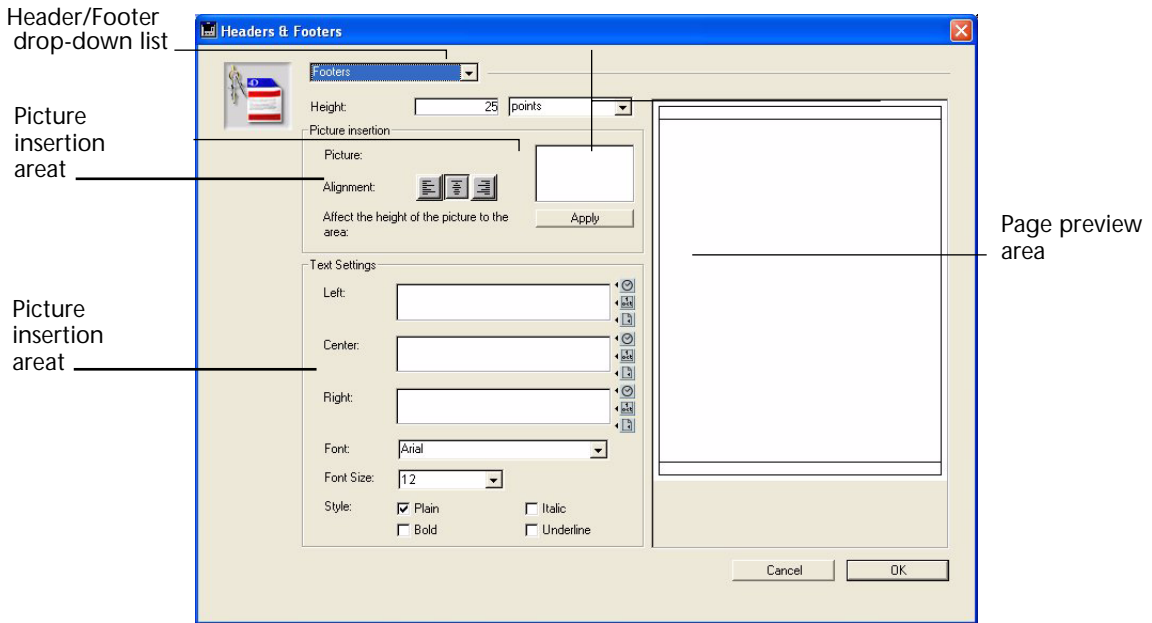 Header/Footer
drop-down list
Headers & Footers
Footers
Height:
25
points
Picture
insertion
areat
Picture insertion
Picture:
Alignment:
Affect the height of the picture to the
area:
Apply
Page preview
area
Text Settings
Left:
Picture
insertion
areat
Center:
Right:
Font:
Arial
Font Size:
12
Style:
Plain
Italic
Bold
Underline
Cancel
OK